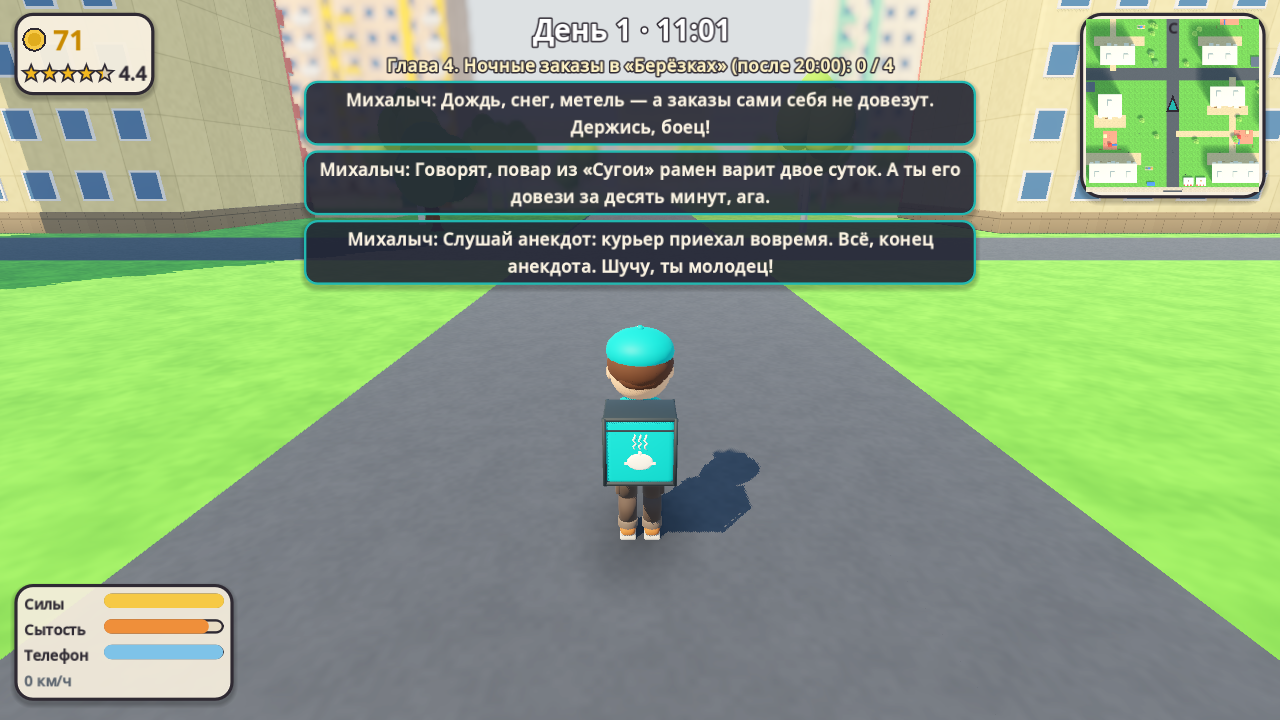 71
4.4
День 1 · 11:01
Глава 4. Ночные заказы в «Берёзках» (после 20:00): 0 / 4
Михалыч: Дождь, снег, метель — а заказы сами себя не довезут.
Держись, боец!
Михалыч: Говорят, повар из «Сугои» рамен варит двое суток. А ты его
довези за десять минут, ага.
Михалыч: Слушай анекдот: курьер приехал вовремя. Всё, конец
анекдота. Шучу, ты молодец!
С
Силы
Сытость
Телефон
0 км/ч